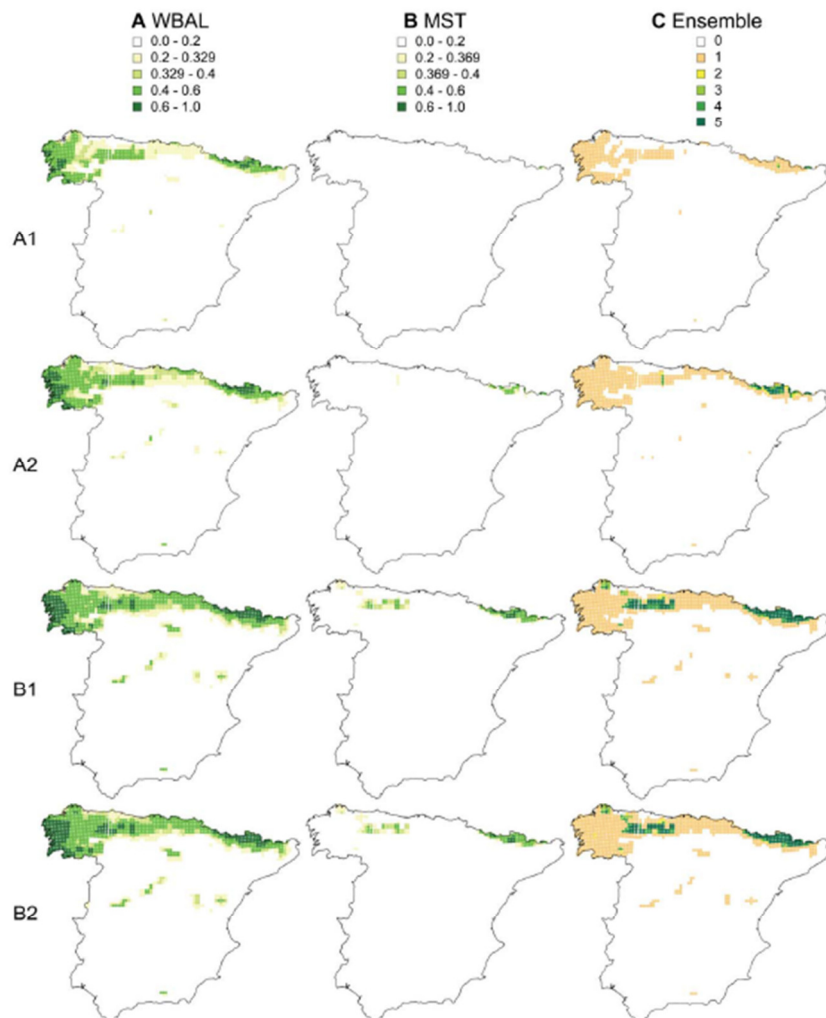 A WBAL
0.0 - 0.2
0.2 - 0.329
0.329 - 0.4
0.4 - 0.6
0.6 - 1.0
B MST
0.0 - 0.2
0.2 - 0.369
0.369 - 0.4
0.4 - 0.6
0.6 - 1.0
C Ensemble
0
1
2
3
4
5
A1
A2
B1
B2